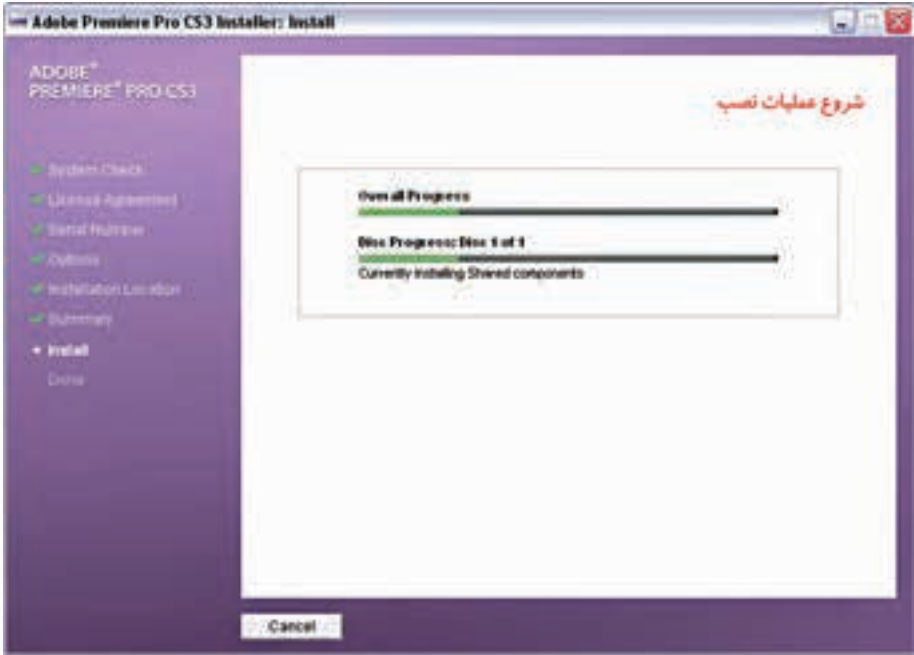 Adobe Premiere Pro CS3 Installer: Install
ADOBE®
PREMIERE® PRO CS3
System Check
License Agreement
Serial Number
Options
Installation Location
Summary
Install
Done
شروع عملیات نصب
Overall Progress
Disc Progress: Disc 1 of 1
Currently installing Shared components
Cancel